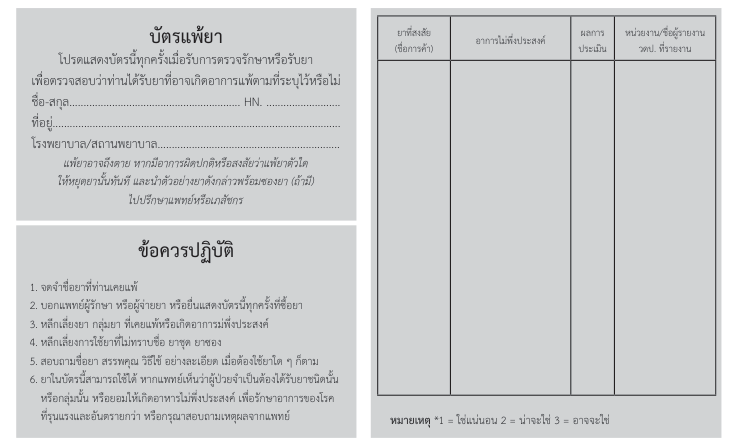 บัตรแพ้ยา
โปรดแสดงบัตรนี้ทุกครั้งเมื่อรับการตรวจรักษาหรือรับยา
เพื่อตรวจสอบว่าท่านได้รับยาที่อาจเกิดอาการแพ้ตามที่ระบุไว้หรือไม่
ชื่อ-สกุล........................................................ HN. ........................
ที่อยู่................................................................................................
โรงพยาบาล/สถานพยาบาล............................................................
แพ้ยาอาจถึงตาย หากมีอาการผิดปกติหรือสงสัยว่าแพ้ยาตัวใด
ให้หยุดยานั้นทันที และนำตัวอย่างยาดังกล่าวพร้อมซองยา (ถ้ามี)
ไปปรึกษาแพทย์หรือเภสัชกร
ข้อควรปฏิบัติ
1. จดจำชื่อยาที่ท่านเคยแพ้
2. บอกแพทย์ผู้รักษา หรือผู้จ่ายยา หรือยื่นแสดงบัตรนี้ทุกครั้งที่ซื้อยา
3. หลีกเลี่ยงยา กลุ่มยา ที่เคยแพ้หรือเกิดอาการม่พึ่งประสงค์
4. หลีกเลี่ยงการใช้ยาที่ไม่ทราบชื่อ ยาชุด ยาซอง
5. สอบถามชื่อยา สรรพคุณ วิธีใช้ อย่างละเอียด เมื่อต้องใช้ยาใด ๆ ก็ตาม
6. ยาในบัตรนี้สามารถใช้ได้ หากแพทย์เห็นว่าผู้ป่วยจำเป็นต้องได้รับยาชนิดนั้น
หรือกลุ่มนั้น หรือยอมให้เกิดอาหารไม่พึ่งประสงค์ เพื่อรักษาอาการของโรค
ที่รุนแรงและอันตรายกว่า หรือกรุณาสอบถามเหตุผลจากแพทย์
ยาที่สงสัย
(ชื่อการค้า)
อาการไม่พึ่งประสงค์
ผลการ
ประเมิน
หน่วยงาน/ชื่อผู้รายงาน
วดป. ที่รายงาน
หมายเหตุ *1 = ใช่แน่นอน 2 = น่าจะใช่ 3 = อาจจะใช่